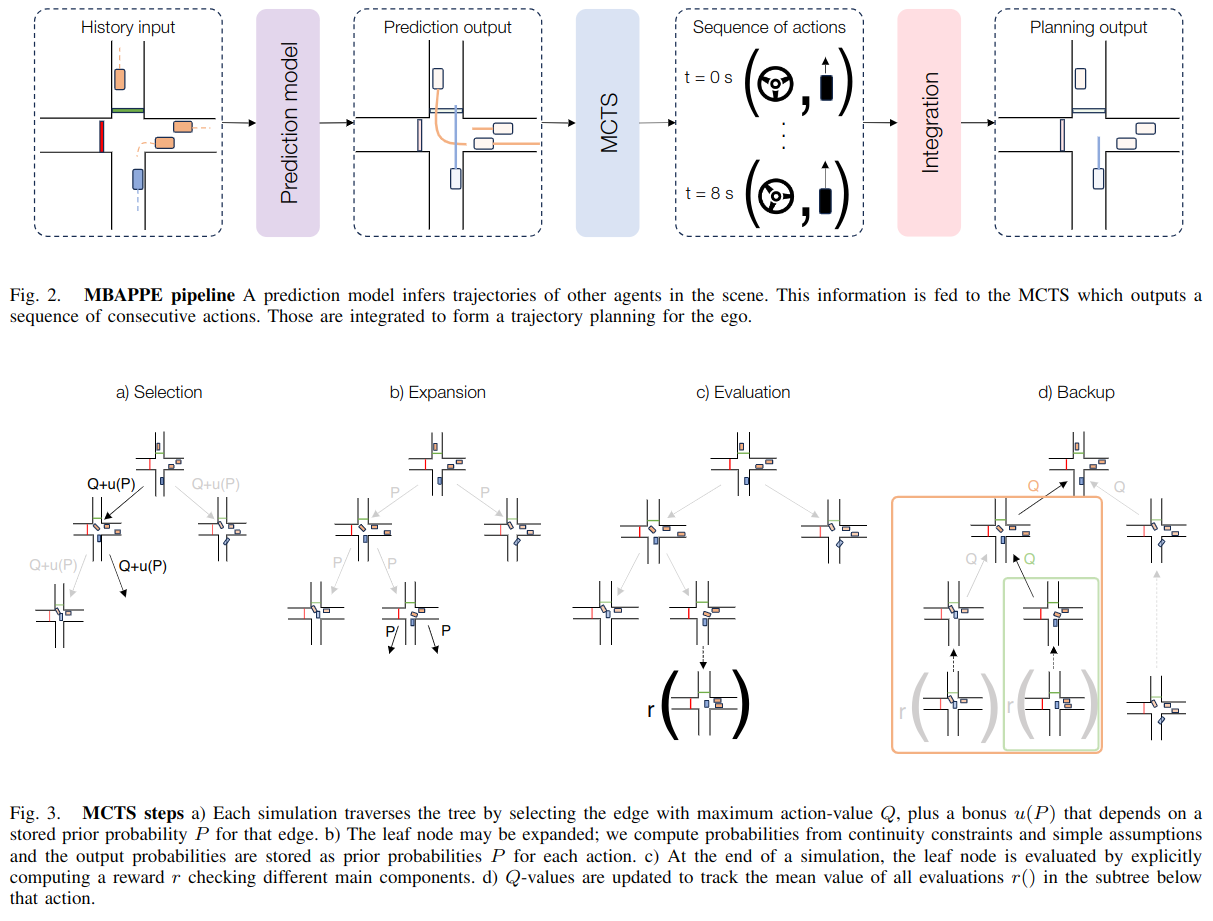 History input
Prediction output
Sequence of actions
Planning output
Prediction model
MCTS
t = 0 s
t = 8 s
Integration
Fig. 2. MBAPPE pipeline A prediction model infers trajectories of other agents in the scene. This information is fed to the MCTS which outputs a
sequence of consecutive actions. Those are integrated to form a trajectory planning for the ego.
a) Selection
b) Expansion
c) Evaluation
d) Backup
Q+u(P)
Q+u(P)
Q+u(P)
Q+u(P)
P
P
P
P
P
P
r
Q
Q
Q
Q
r
r
Fig. 3. MCTS steps a) Each simulation traverses the tree by selecting the edge with maximum action-value Q, plus a bonus u(P) that depends on a
stored prior probability P for that edge. b) The leaf node may be expanded; we compute probabilities from continuity constraints and simple assumptions
and the output probabilities are stored as prior probabilities P for each action. c) At the end of a simulation, the leaf node is evaluated by explicitly
computing a reward r checking different main components. d) Q-values are updated to track the mean value of all evaluations r() in the subtree below
that action.